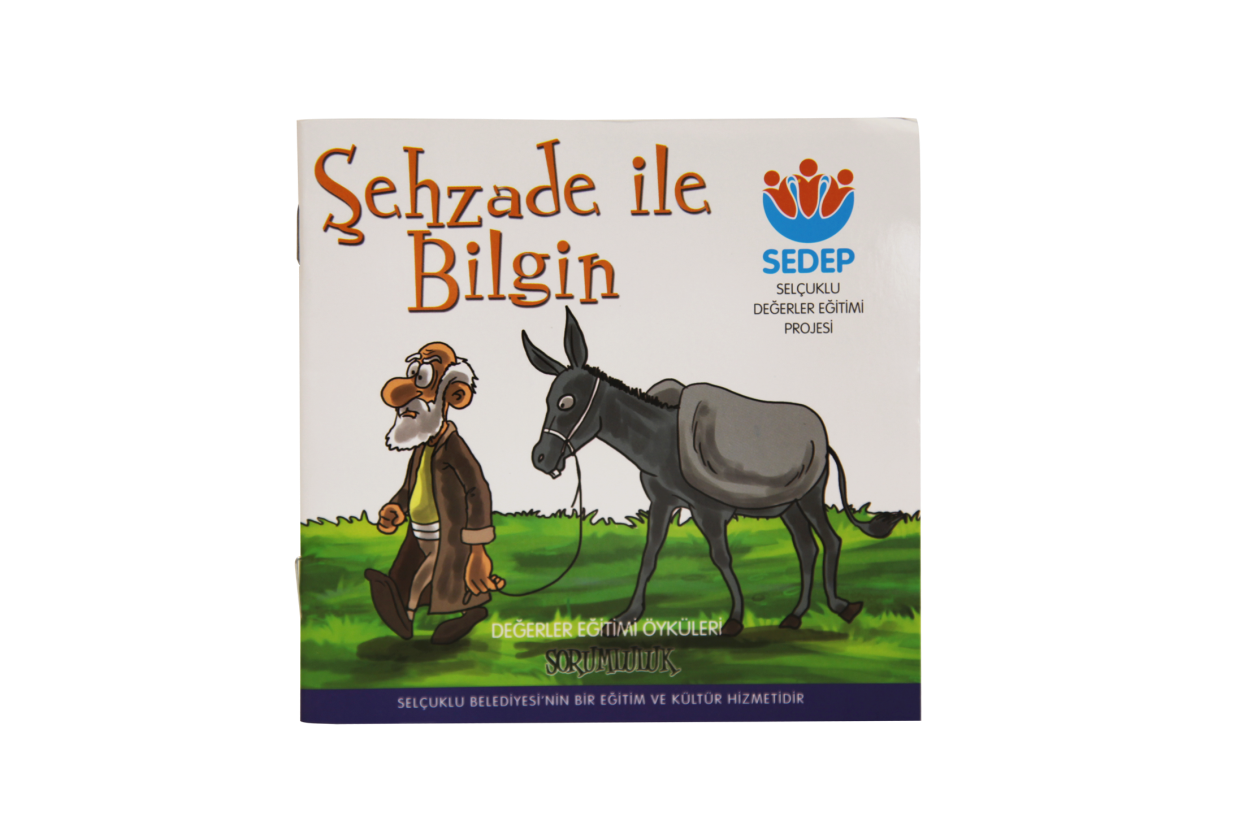 Şehzade ile
Bilgin
SEDEP
SELÇUKLU
DEĞERLER EĞİTİMİ
PROJESİ
DEĞERLER EĞİTİMİ ÖYKÜLERİ
SORUMLULUK
SELÇUKLU BELEDİYESİ'NİN BİR EĞİTİM VE KÜLTÜR HİZMETİDİR